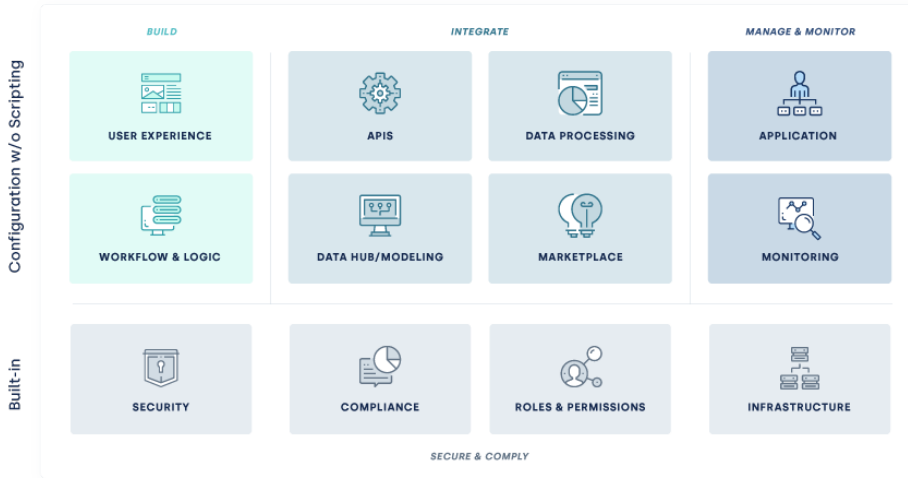 BUILD
INTEGRATE
MANAGE & MONITOR
Configuration w/o Scripting
USER EXPERIENCE
APIS
DATA PROCESSING
APPLICATION
WORKFLOW & LOGIC
DATA HUB/MODELING
MARKETPLACE
MONITORING
Built-in
SECURITY
COMPLIANCE
ROLES & PERMISSIONS
INFRASTRUCTURE
SECURE & COMPLY